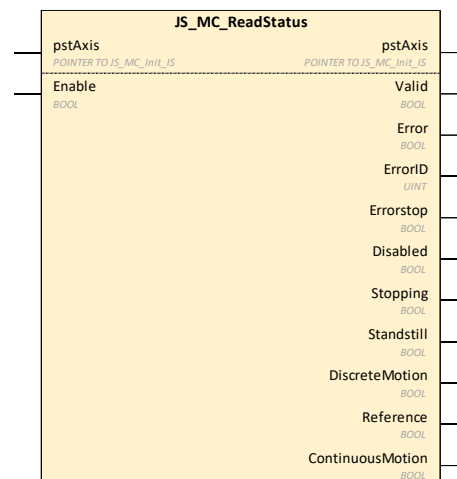 JS_MC_ReadStatus
pstAxis pstAxis
POINTER TO JS_MC_Init_IS POINTER TO JS_MC_Init_IS
Enable Valid
BOOL BOOL
Error
BOOL
ErrorID
UINT
Errorstop
BOOL
Disabled
BOOL
Stopping
BOOL
Standstill
BOOL
DiscreteMotion
BOOL
Reference
BOOL
ContinuousMotion
BOOL